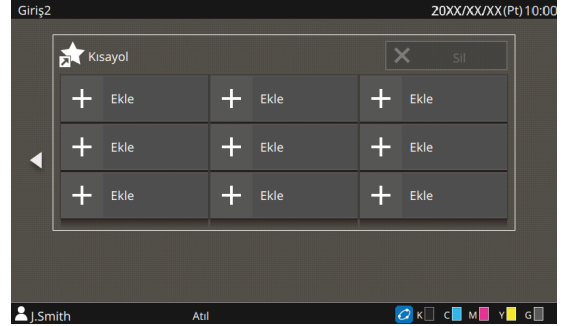 Giriş2 20XX/XX/XX(Pt)10:00
Kısayol Sil
Ekle Ekle Ekle
Ekle Ekle Ekle
Ekle Ekle Ekle
J.Smith Atıl K C M Y G